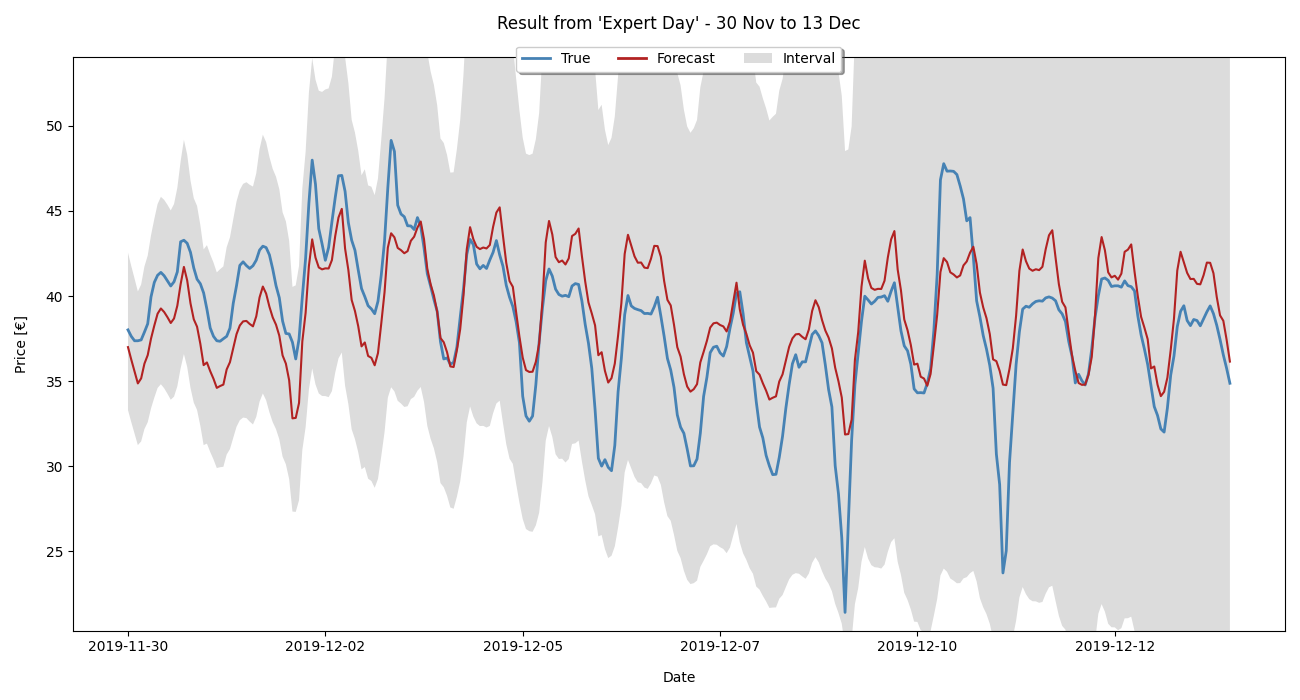 Result from 'Expert Day' - 30 Nov to 13 Dec
True Forecast Interval
Price [€]
50
45
40
35
30
25
2019-11-30 2019-12-02 2019-12-05 2019-12-07 2019-12-10 2019-12-12
Date